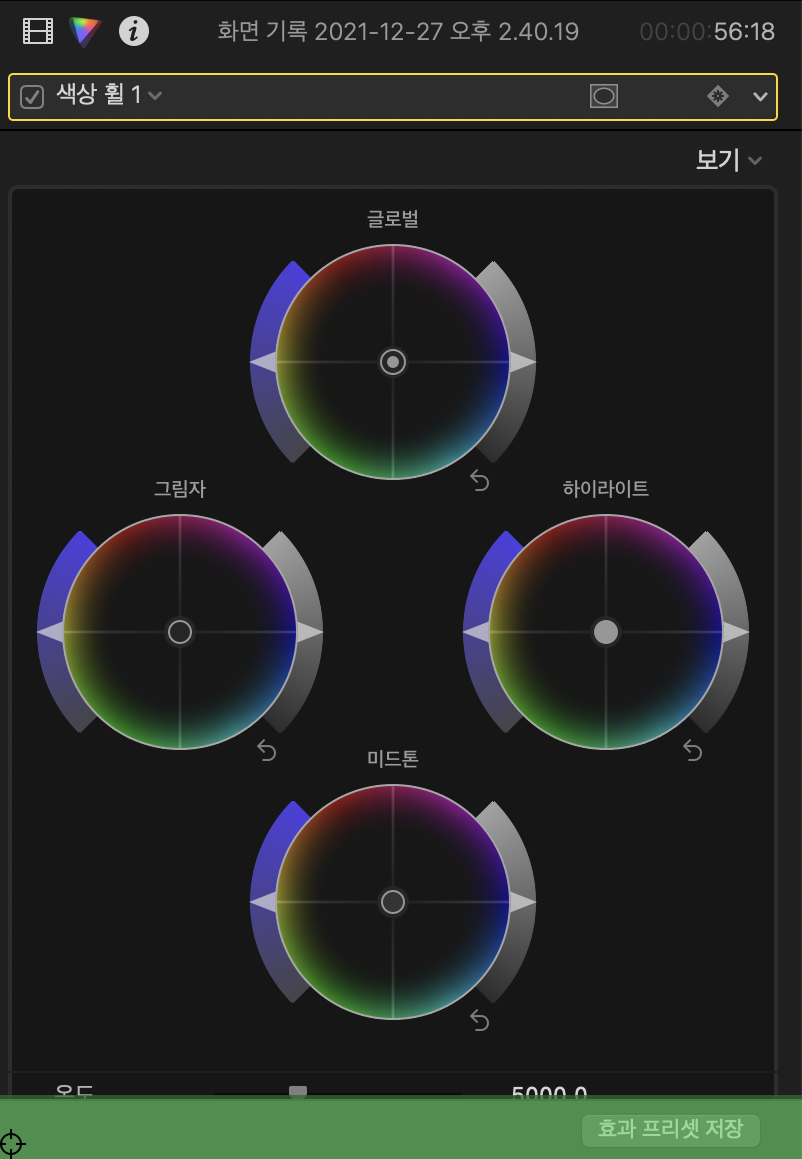 화면 기록 2021-12-27 오후 2.40.19 00:00:56:18
색상 휠 1
보기
글로벌
그림자 하이라이트
미드톤
온도 5000.0
효과 프리셋 저장